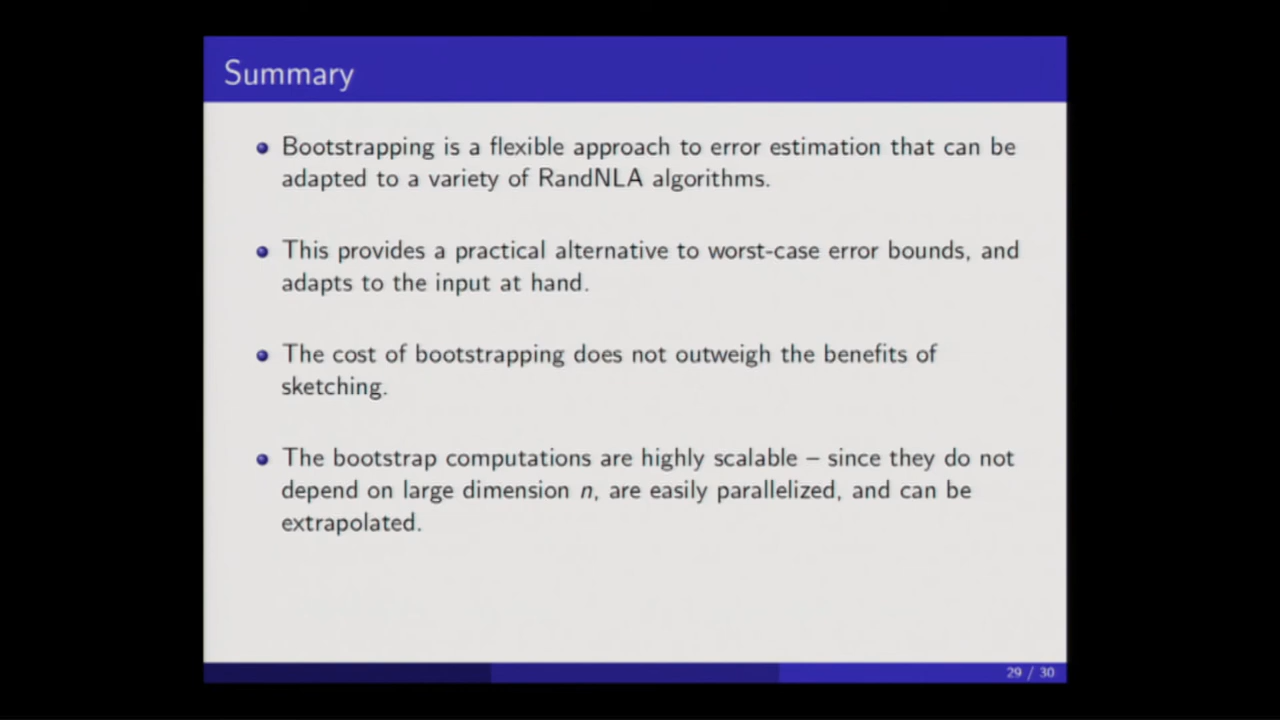 Summary
Bootstrapping is a flexible approach to error estimation that can be
adapted to a variety of RandNLA algorithms.
This provides a practical alternative to worst-case error bounds, and
adapts to the input at hand.
The cost of bootstrapping does not outweigh the benefits of
sketching.
The bootstrap computations are highly scalable – since they do not
depend on large dimension n, are easily parallelized, and can be
extrapolated.
29 / 30